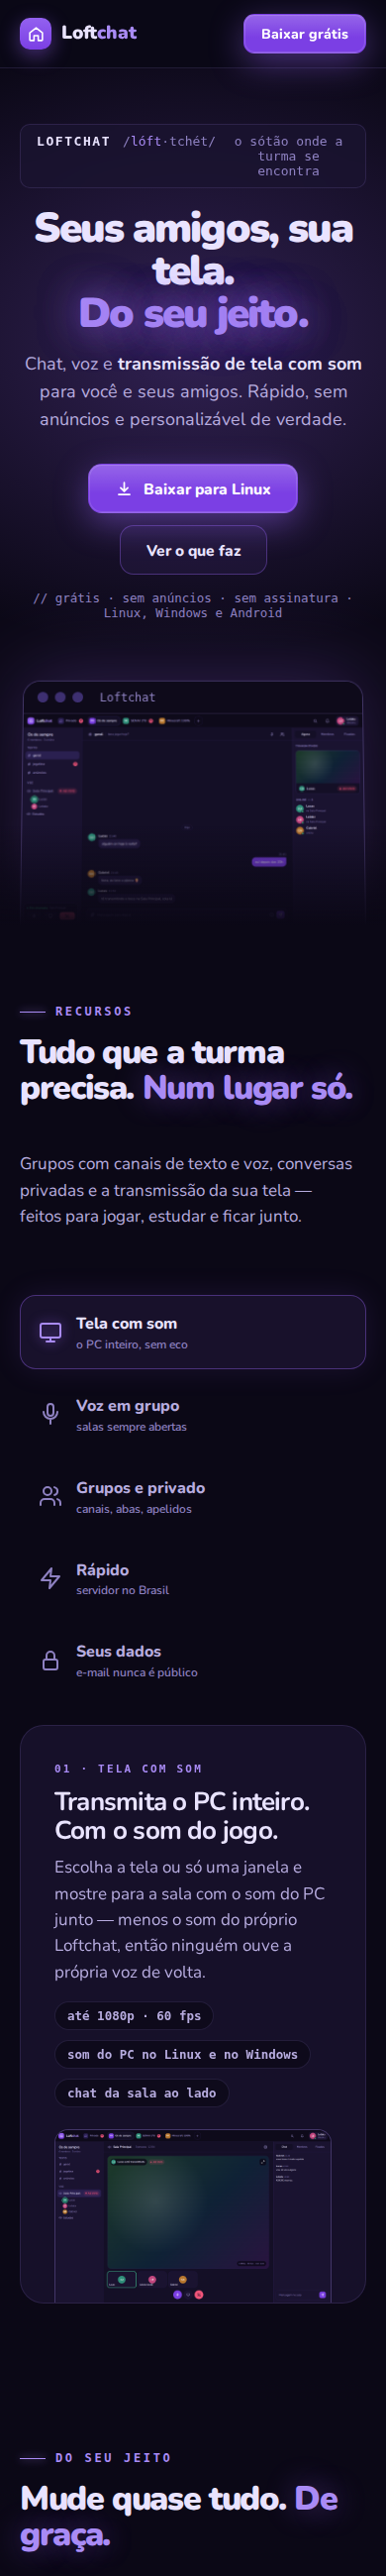 Loftchat
Baixar grátis
LOFTCHAT /lóft·tchét/ o sótão onde a
turma se
encontra
Seus amigos, sua
tela.
Do seu jeito.
Chat, voz e transmissão de tela com som
para você e seus amigos. Rápido, sem
anúncios e personalizável de verdade.
Baixar para Linux
Ver o que faz
// grátis · sem anúncios · sem assinatura ·
Linux, Windows e Android
Loftchat
RECURSOS
Tudo que a turma
precisa. Num lugar só.
Grupos com canais de texto e voz, conversas
privadas e a transmissão da sua tela —
feitos para jogar, estudar e ficar junto.
Tela com som
o PC inteiro, sem eco
Voz em grupo
salas sempre abertas
Grupos e privado
canais, abas, apelidos
Rápido
servidor no Brasil
Seus dados
e-mail nunca é público
01 · TELA COM SOM
Transmita o PC inteiro.
Com o som do jogo.
Escolha a tela ou só uma janela e
mostre para a sala com o som do PC
junto — menos o som do próprio
Loftchat, então ninguém ouve a
própria voz de volta.
até 1080p · 60 fps
som do PC no Linux e no Windows
chat da sala ao lado
DO SEU JEITO
Mude quase tudo. De
graça.